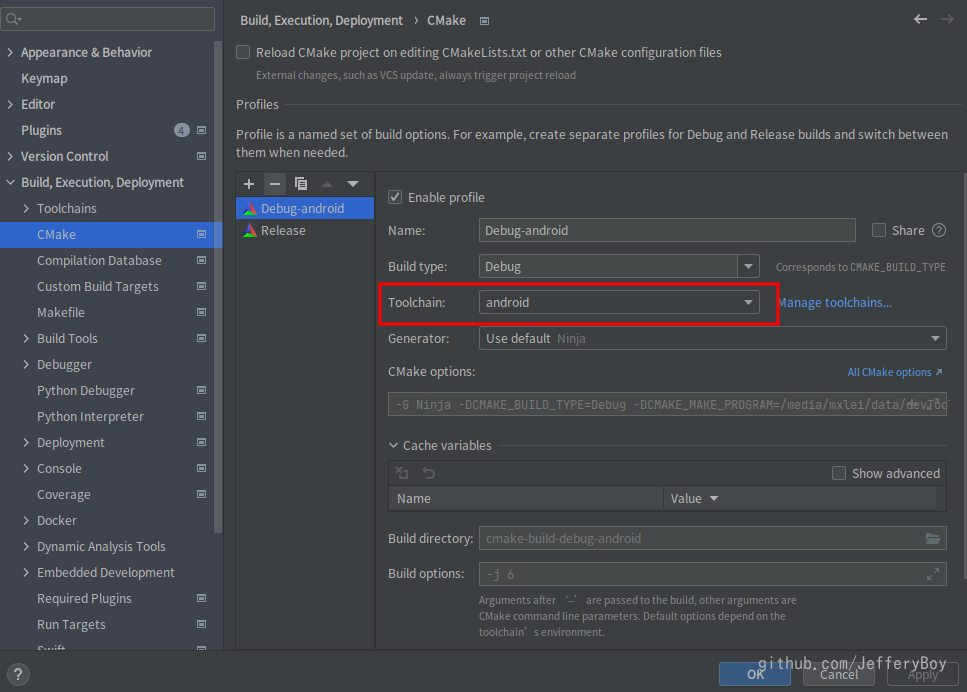 Build, Execution, Deployment › CMake
Reload CMake project on editing CMakeLists.txt or other CMake configuration files
External changes, such as VCS update, always trigger project reload
Profiles
Profile is a named set of build options. For example, create separate profiles for Debug and Release builds and switch between
them when needed.
Appearance & Behavior
Keymap
Editor
Plugins 4
Version Control
Build, Execution, Deployment
Toolchains
CMake
Compilation Database
Custom Build Targets
Makefile
Build Tools
Debugger
Python Debugger
Python Interpreter
Deployment
Console
Coverage
Docker
Dynamic Analysis Tools
Embedded Development
Required Plugins
Run Targets
Swift
Debug-android
Release
Enable profile
Name: Debug-android Share ?
Build type: Debug Corresponds to CMAKE_BUILD_TYPE
Toolchain: android Manage toolchains...
Generator: Use default Ninja
CMake options: All CMake options ↗
-G Ninja -DCMAKE_BUILD_TYPE=Debug -DCMAKE_MAKE_PROGRAM=/media/mxlei/data/
Cache variables
Show advanced
Name Value
Build directory: cmake-build-debug-android
Build options: -j 6
Arguments after ‘—’ are passed to the build, other arguments are
CMake command line parameters. Default options depend on the
toolchain’s environment.
github.com/JefferyBoy
? OK Cancel Apply